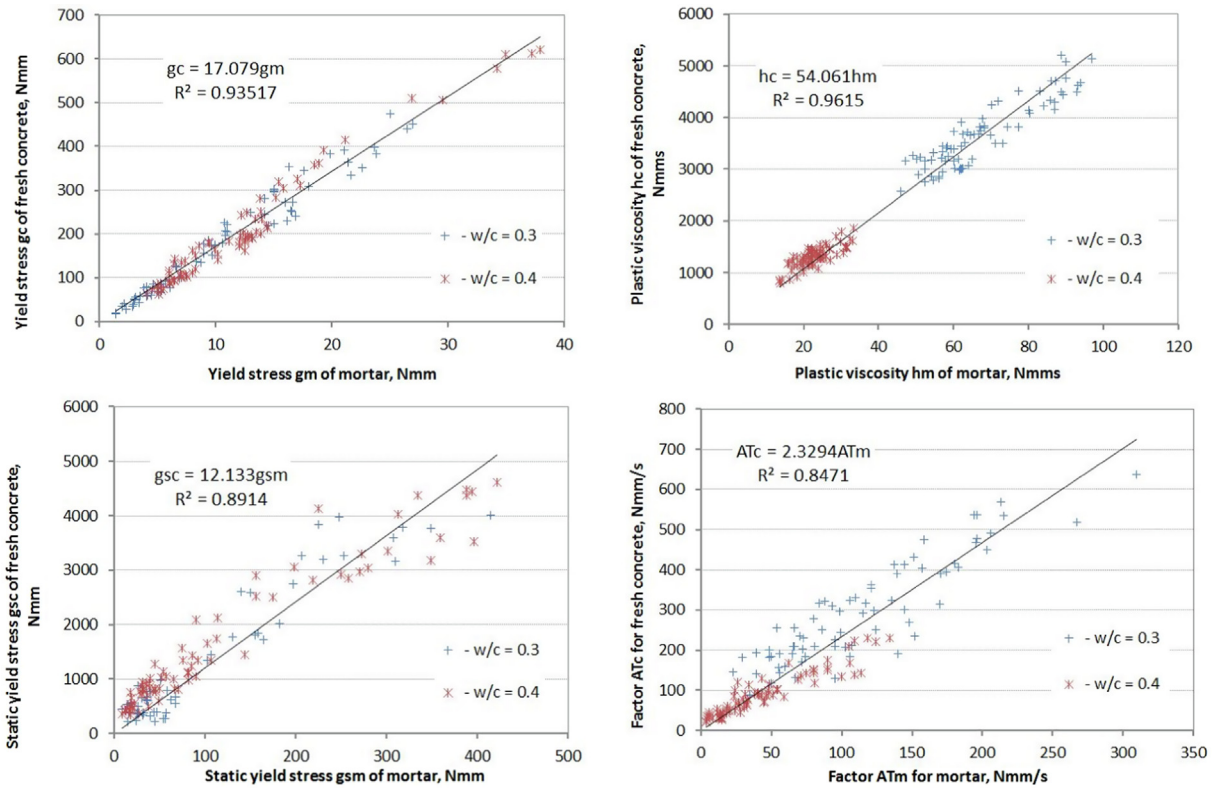 700
600
500
400
300
200
100
0
Yield stress gc of fresh concrete, Nmm
gc = 17.079gm
R² = 0.93517
- w/c = 0.3
- w/c = 0.4
0 10 20 30 40
Yield stress gm of mortar, Nmm
6000
5000
4000
3000
2000
1000
0
Plastic viscosity hc of fresh concrete,
Nmms
hc = 54.061hm
R² = 0.9615
- w/c = 0.3
- w/c = 0.4
0 20 40 60 80 100 120
Plastic viscosity hm of mortar, Nmms
6000
5000
4000
3000
2000
1000
0
Static yield stress gsc of fresh concrete,
Nmm
gsc = 12.133gsm
R² = 0.8914
- w/c = 0.3
- w/c = 0.4
0 100 200 300 400 500
Static yield stress gsm of mortar, Nmm
800
700
600
500
400
300
200
100
0
Factor ATc for fresh concrete, Nmm/s
ATc = 2.3294ATm
R² = 0.8471
- w/c = 0.3
- w/c = 0.4
0 50 100 150 200 250 300 350
Factor ATm for mortar, Nmm/s